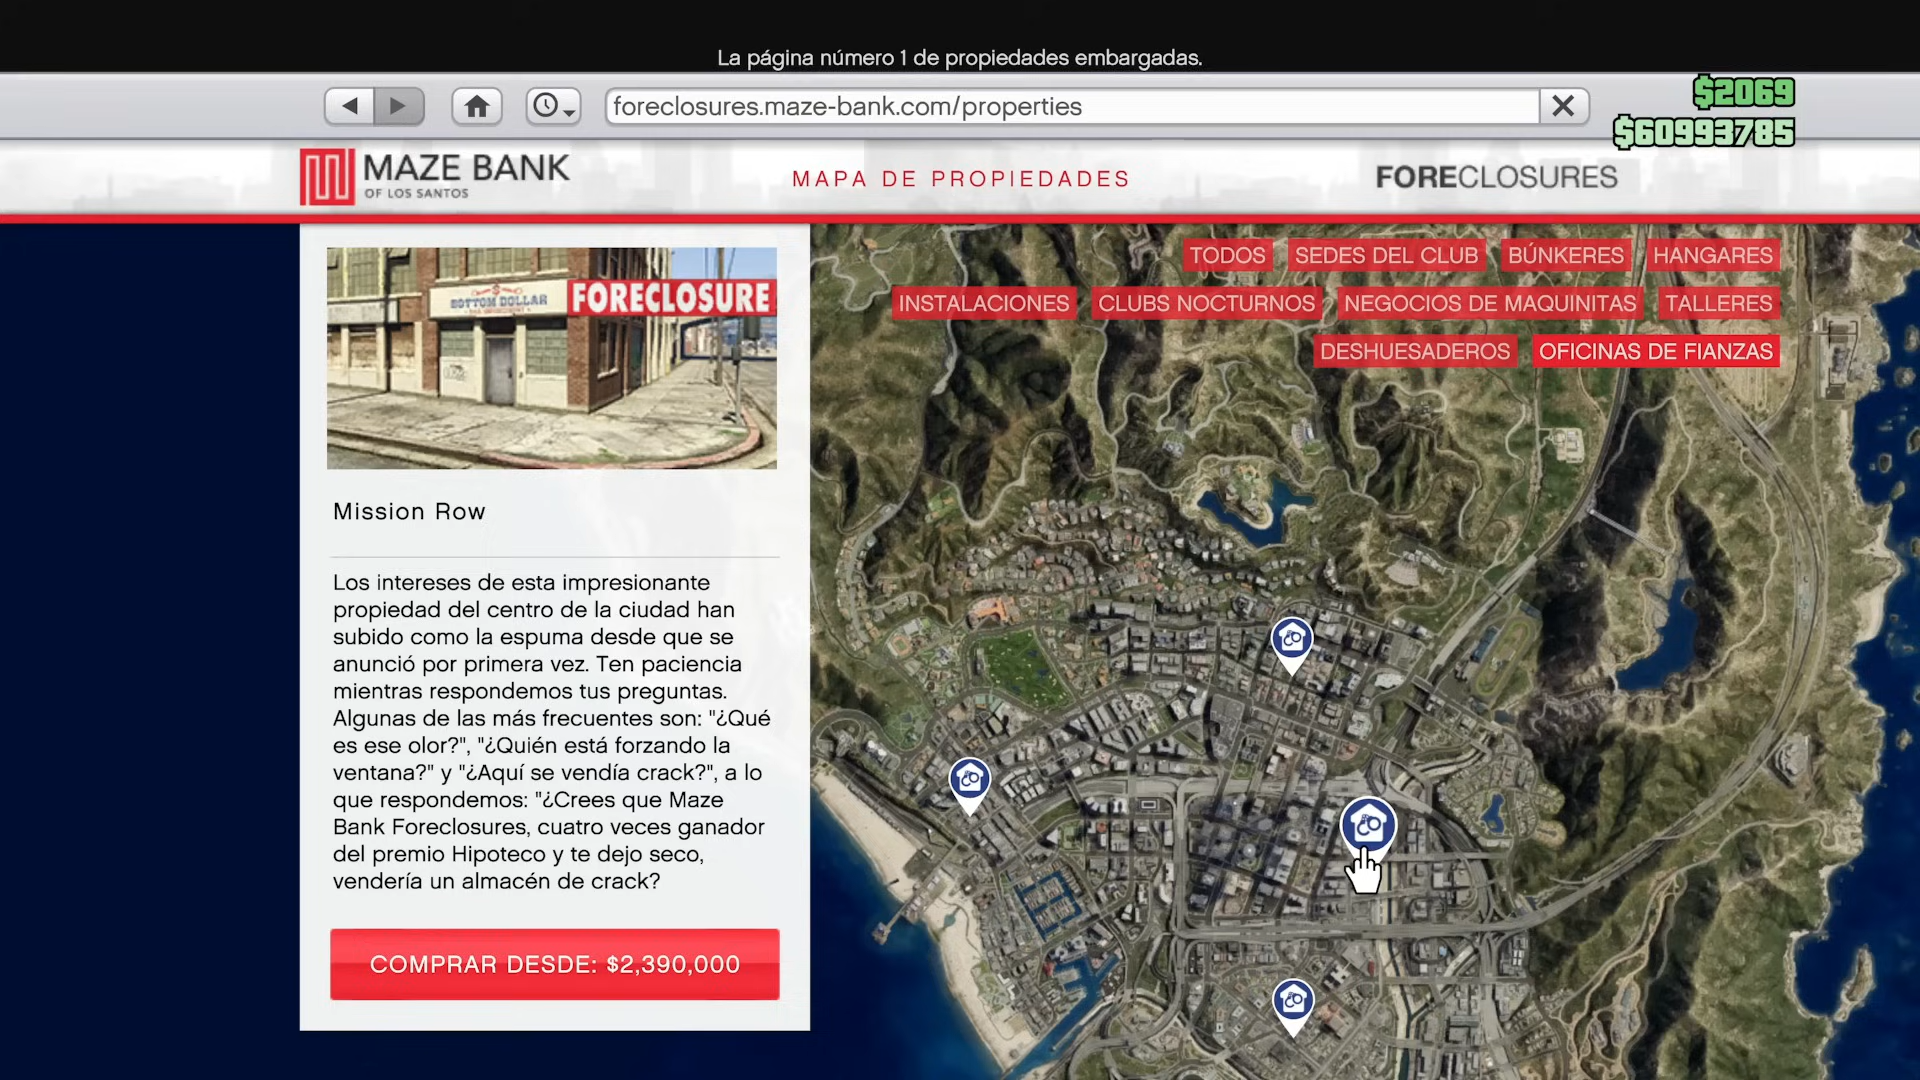 La página número 1 de propiedades embargadas.
foreclosures.maze-bank.com/properties
$2069
$60993785
MAZE BANK
OF LOS SANTOS
MAPA DE PROPIEDADES
FORECLOSURES
BOTTOM DOLLAR
FORECLOSURE
Mission Row
Los intereses de esta impresionante
propiedad del centro de la ciudad han
subido como la espuma desde que se
anunció por primera vez. Ten paciencia
mientras respondemos tus preguntas.
Algunas de las más frecuentes son: "¿Qué
es ese olor?", "¿Quién está forzando la
ventana?" y "¿Aquí se vendía crack?", a lo
que respondemos: "¿Crees que Maze
Bank Foreclosures, cuatro veces ganador
del premio Hipoteco y te dejo seco,
vendería un almacén de crack?
COMPRAR DESDE: $2,390,000
TODOS
SEDES DEL CLUB
BÚNKERES
HANGARES
INSTALACIONES
CLUBS NOCTURNOS
NEGOCIOS DE MAQUINITAS
TALLERES
DESHUESADEROS
OFICINAS DE FIANZAS